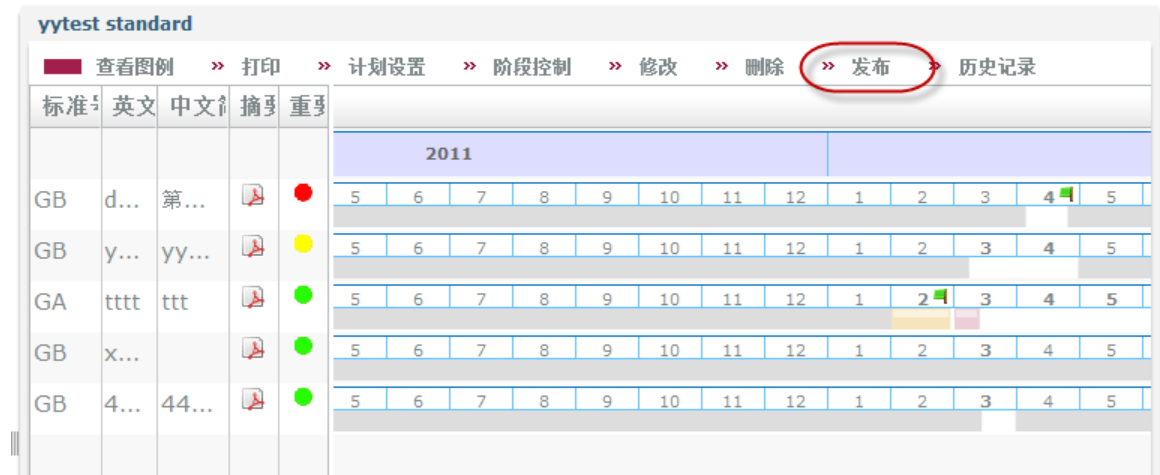 yytest standard
查看图例 » 打印 » 计划设置 » 阶段控制 » 修改 » 删除 » 发布 » 历史记录
标准 英文 中文 摘要 重要
2011
GB d... 第... 5 6 7 8 9 10 11 12 1 2 3 4 5
GB y... yy... 5 6 7 8 9 10 11 12 1 2 3 4 5
GA tttt ttt 5 6 7 8 9 10 11 12 1 2 3 4 5
GB x... 5 6 7 8 9 10 11 12 1 2 3 4 5
GB 4... 44... 5 6 7 8 9 10 11 12 1 2 3 4 5